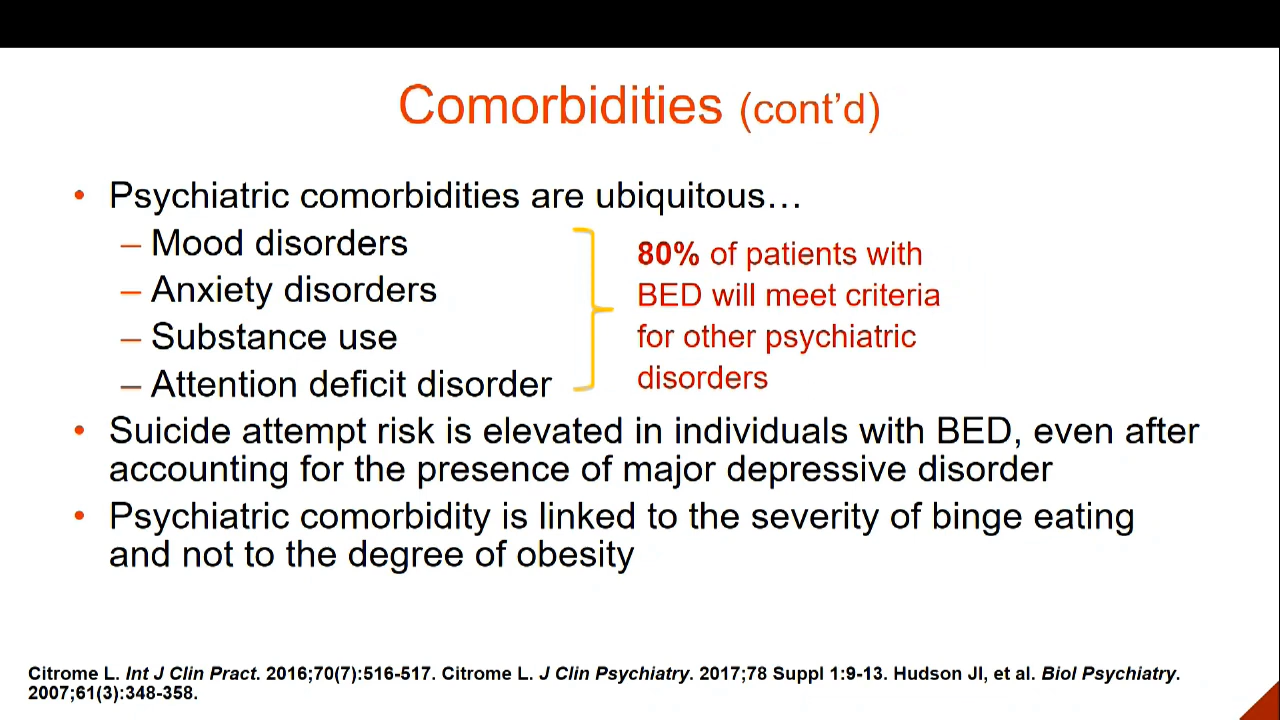 Comorbidities (cont’d)
• Psychiatric comorbidities are ubiquitous…
– Mood disorders
– Anxiety disorders
– Substance use
– Attention deficit disorder
80% of patients with
BED will meet criteria
for other psychiatric
disorders
• Suicide attempt risk is elevated in individuals with BED, even after
accounting for the presence of major depressive disorder
• Psychiatric comorbidity is linked to the severity of binge eating
and not to the degree of obesity
Citrome L. Int J Clin Pract. 2016;70(7):516-517. Citrome L. J Clin Psychiatry. 2017;78 Suppl 1:9-13. Hudson JI, et al. Biol Psychiatry.
2007;61(3):348-358.